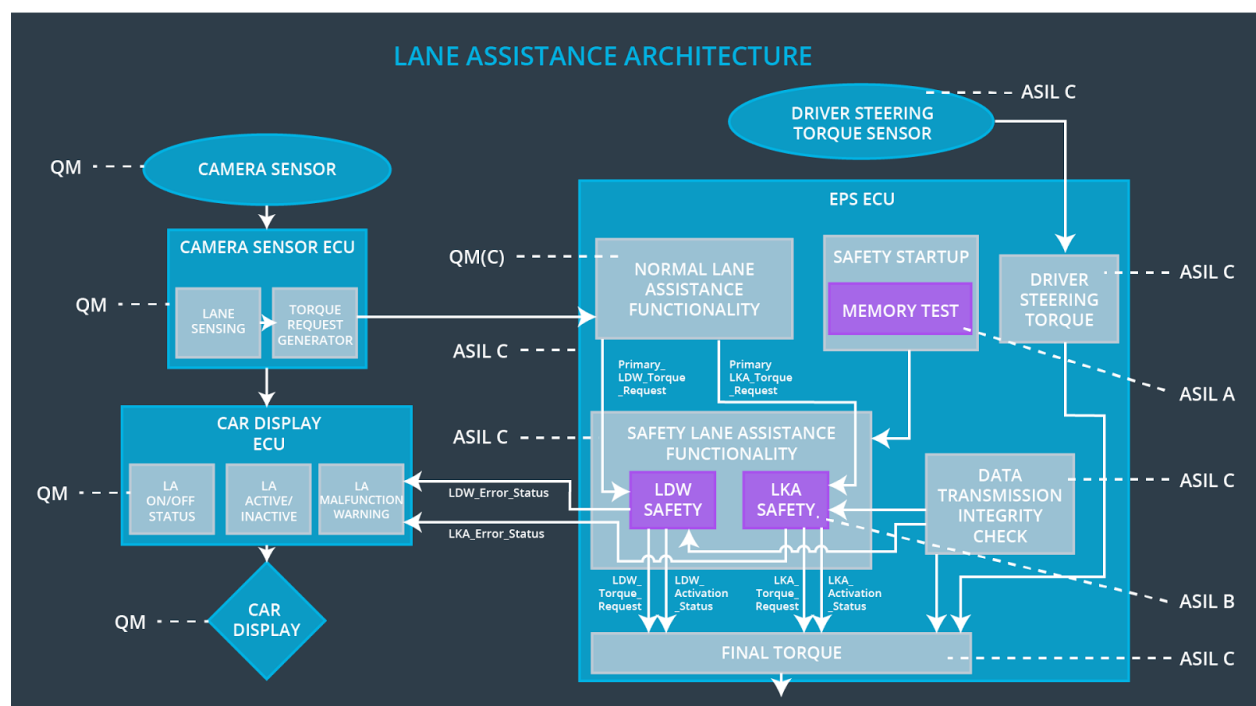 LANE ASSISTANCE ARCHITECTURE
ASIL C
DRIVER STEERING
TORQUE SENSOR
QM
CAMERA SENSOR
EPS ECU
CAMERA SENSOR ECU
QM(C)
NORMAL LANE
ASSISTANCE
FUNCTIONALITY
SAFETY STARTUP
MEMORY TEST
DRIVER
STEERING
TORQUE
ASIL C
QM
LANE
SENSING
TORQUE
REQUEST
GENERATOR
ASIL C
Primary_
LDW_Torque
_Request
Primary
LKA_Torque
_Request
ASIL A
CAR DISPLAY
ECU
ASIL C
SAFETY LANE ASSISTANCE
FUNCTIONALITY
QM
LA
ON/OFF
STATUS
LA
ACTIVE/
INACTIVE
LA
MALFUNCTION
WARNING
LDW_Error_Status
LDW
SAFETY
LKA
SAFETY
DATA
TRANSMISSION
INTEGRITY
CHECK
ASIL C
LKA_Error_Status
LDW_
Torque_
Request
LDW_
Activation
_Status
LKA_
Torque_
Request
LKA_
Activation
_Status
ASIL B
QM
CAR
DISPLAY
FINAL TORQUE
ASIL C